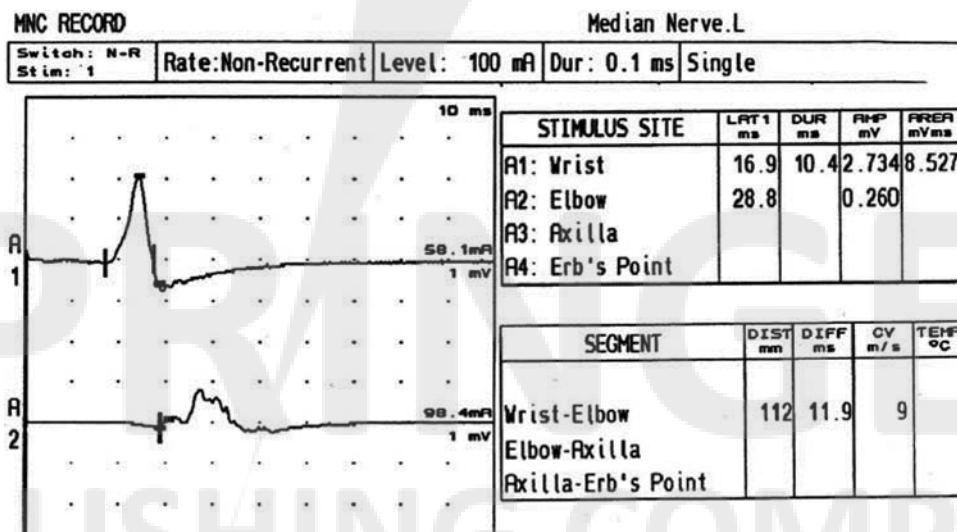 MNC RECORD
Median Nerve.L
Switch: N-R
Stim: 1
Rate:Non-Recurrent
Level: 100 mA
Dur: 0.1 ms
Single
10 ms
A
1
58.1mA
1 mV
A
2
98.4mA
1 mV
STIMULUS SITE LAT1 ms DUR ms AMP mV AREA mVms
A1: Wrist 16.9 10.4 2.734 8.527
A2: Elbow 28.8 0.260
A3: Axilla
A4: Erb's Point
SEGMENT DIST mm DIFF ms CV m/s TEMP °C
Wrist-Elbow 112 11.9 9
Elbow-Axilla
Axilla-Erb's Point